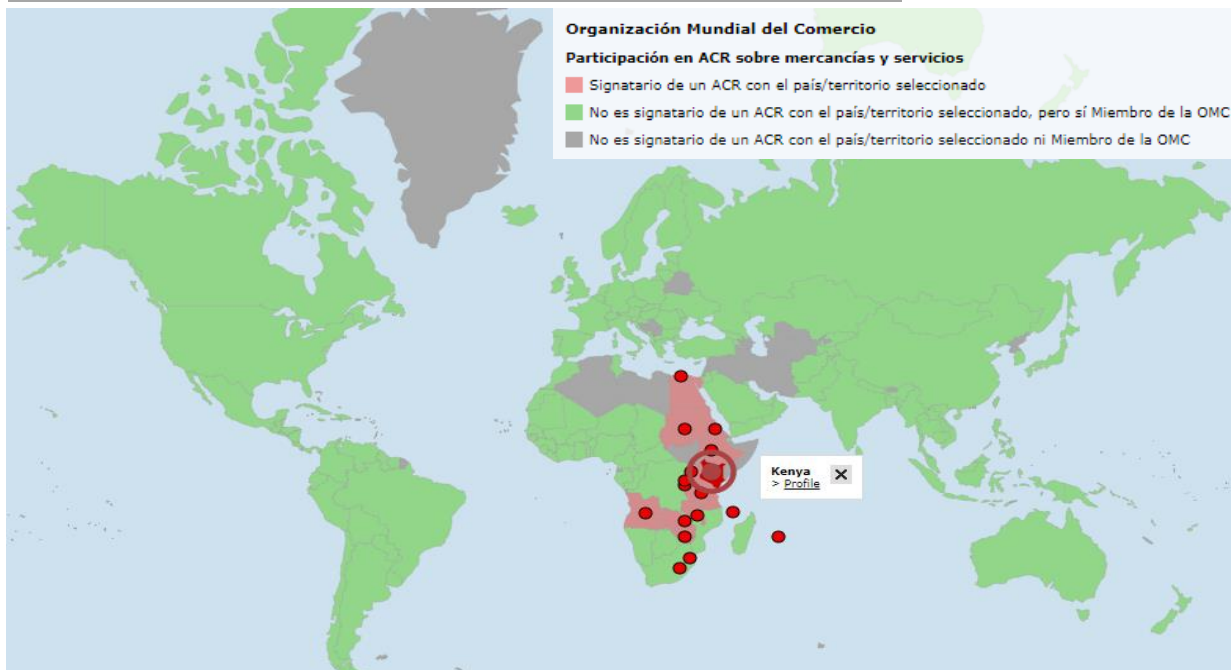 Organización Mundial del Comercio
Participación en ACR sobre mercancías y servicios
Signatario de un ACR con el país/territorio seleccionado
No es signatario de un ACR con el país/territorio seleccionado, pero sí Miembro de la OMC
No es signatario de un ACR con el país/territorio seleccionado ni Miembro de la OMC
Kenya
> Profile